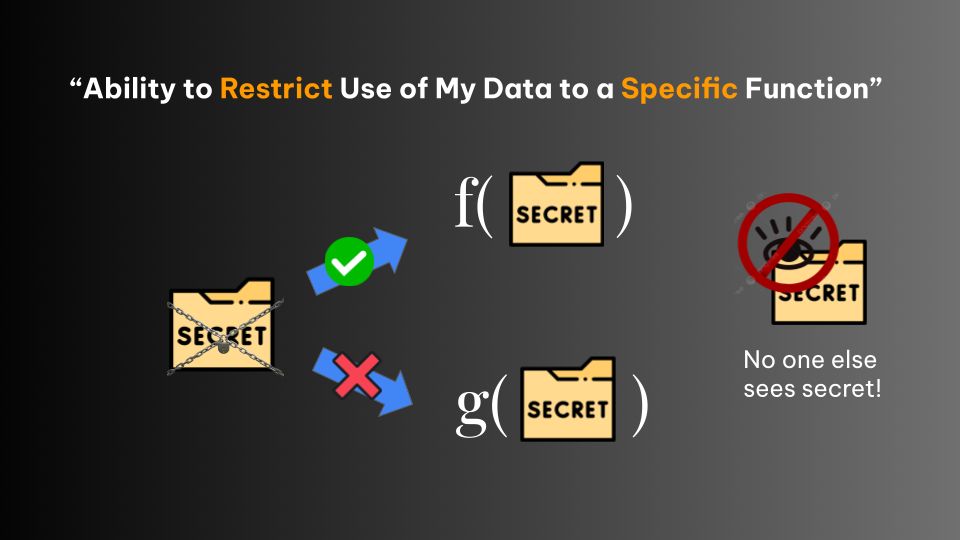 “Ability to Restrict Use of My Data to a Specific Function”
f( SECRET )
SECRET
SECRET
g( SECRET )
No one else
sees secret!